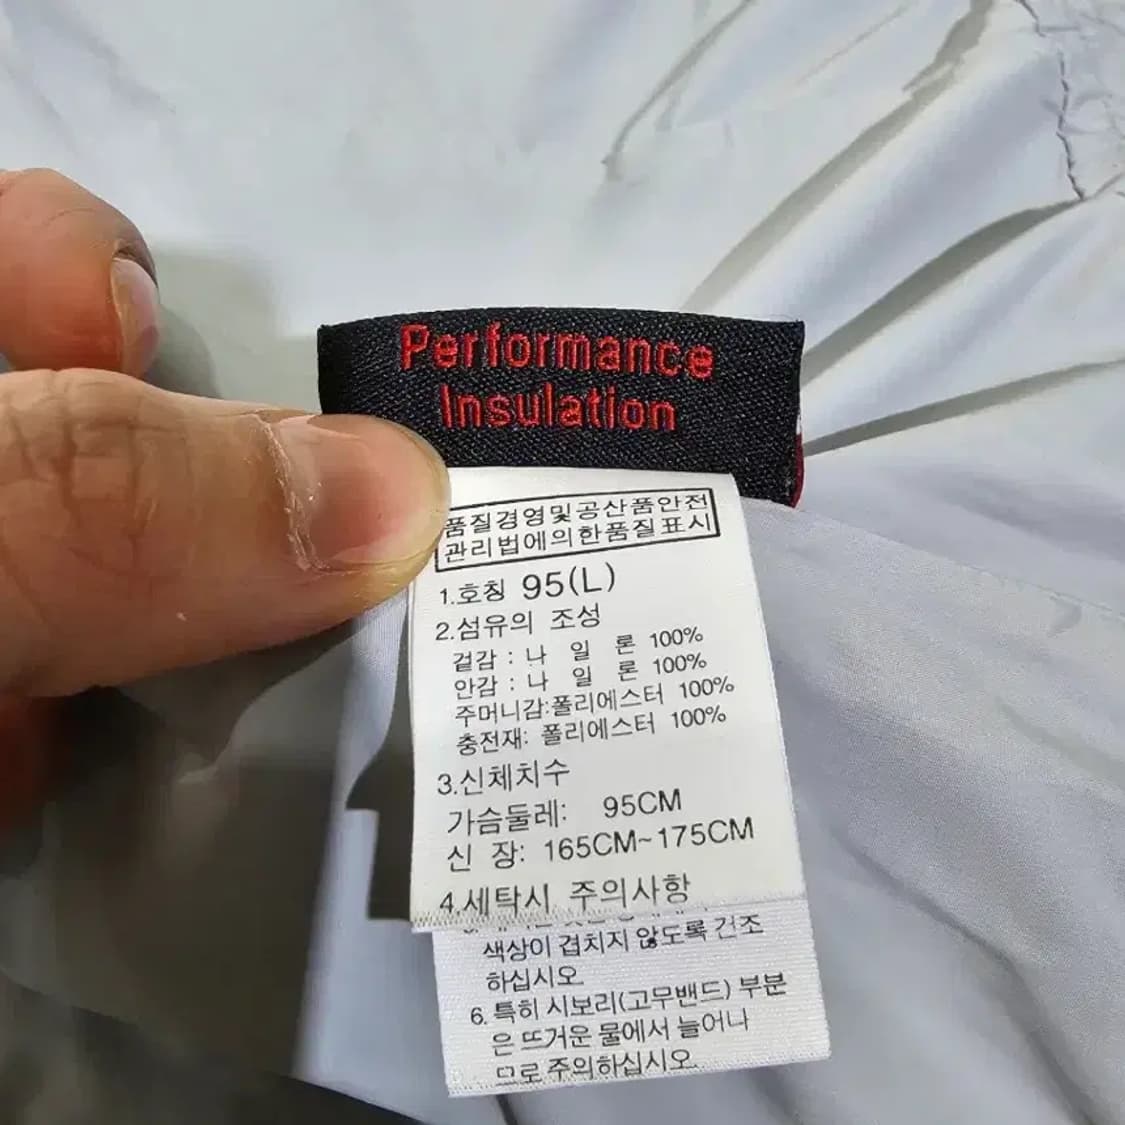 Performance
Insulation
품질경영및공산품안전
관리법에의한품질표시
1.호칭 95(L)
2.섬유의 조성
겉감 : 나 일 론 100%
안감 : 나 일 론 100%
주머니감:폴리에스터 100%
충전재: 폴리에스터 100%
3.신체치수
가슴둘레: 95CM
신 장: 165CM~175CM
4.세탁시 주의사항
색상이 겹치지 않도록 건조
하십시오.
6. 특히 시보리(고무밴드) 부분
은 뜨거운 물에서 늘어나
므로 주의하십시오.